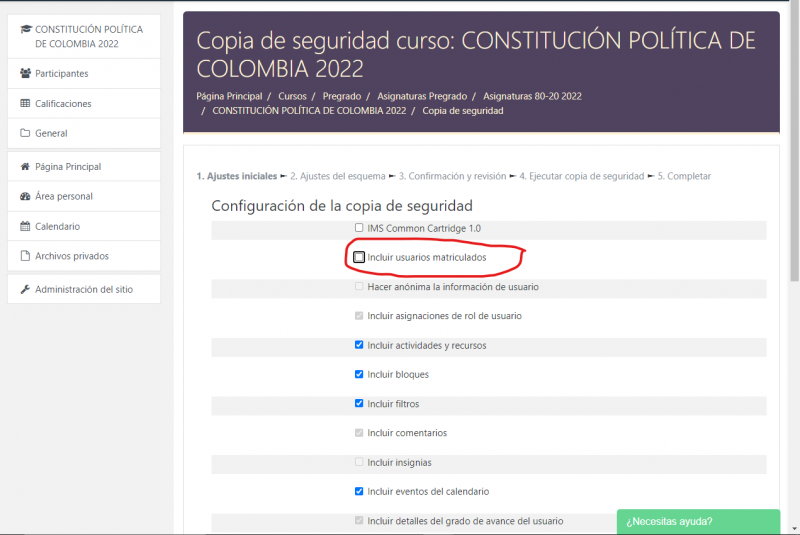 CONSTITUCIÓN POLÍTICA
DE COLOMBIA 2022
Participantes
Calificaciones
General
Página Principal
Área personal
Calendario
Archivos privados
Administración del sitio
Copia de seguridad curso: CONSTITUCIÓN POLÍTICA DE
COLOMBIA 2022
Página Principal / Cursos / Pregrado / Asignaturas Pregrado / Asignaturas 80-20 2022
/ CONSTITUCIÓN POLÍTICA DE COLOMBIA 2022 / Copia de seguridad
1. Ajustes iniciales ► 2. Ajustes del esquema ► 3. Confirmación y revisión ► 4. Ejecutar copia de seguridad ► 5. Completar
Configuración de la copia de seguridad
IMS Common Cartridge 1.0
Incluir usuarios matriculados
Hacer anónima la información de usuario
Incluir asignaciones de rol de usuario
Incluir actividades y recursos
Incluir bloques
Incluir filtros
Incluir comentarios
Incluir insignias
Incluir eventos del calendario
Incluir detalles del grado de avance del usuario
¿Necesitas ayuda?